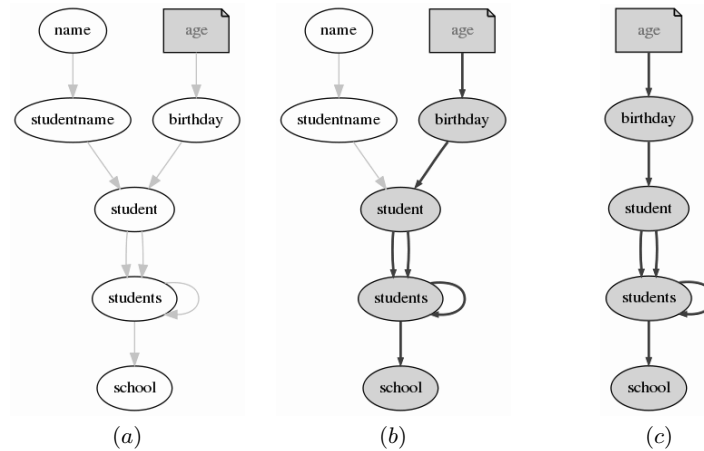 name age
studentname birthday
student
students
school
(a)
name age
studentname birthday
student
students
school
(b)
age
birthday
student
students
school
(c)